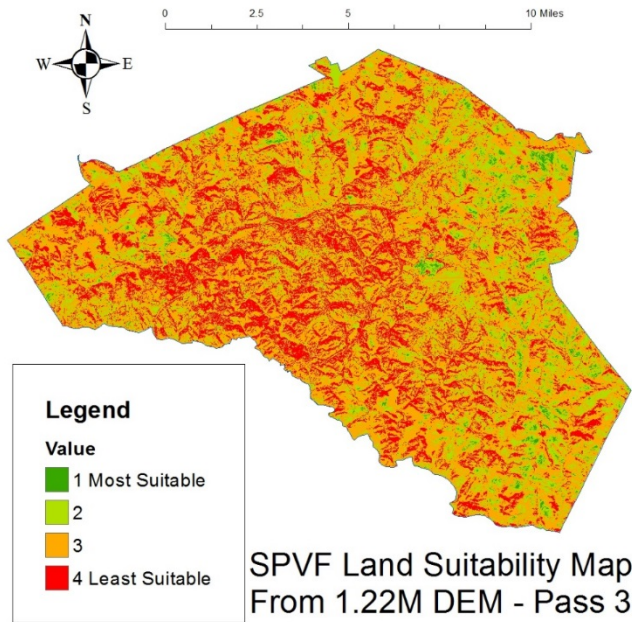 0 2.5 5 10 Miles
N
W E
S
Legend
Value
1 Most Suitable
2
3
4 Least Suitable
SPVF Land Suitability Map
From 1.22M DEM - Pass 3